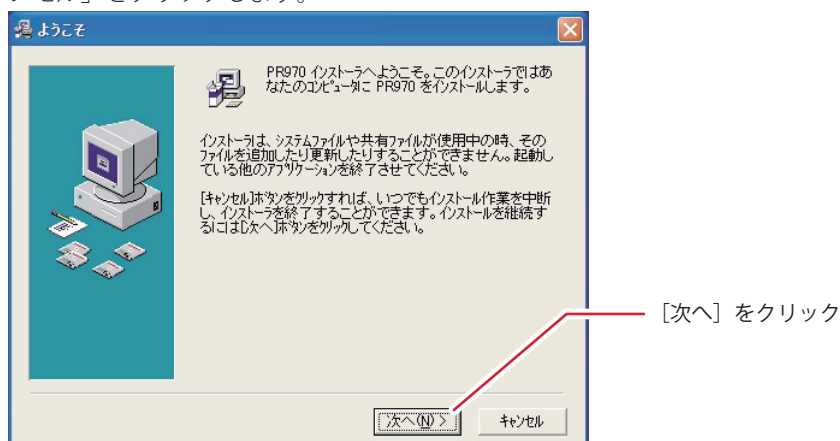 ンセル］をクリックします。
ようこそ
PR970 インストーラへようこそ。このインストーラではあ
なたのコンピュータに PR970 をインストールします。
インストーラは、システムファイルや共有ファイルが使用中の時、その
ファイルを追加したり更新したりすることができません。起動し
ている他のアプリケーションを終了させてください。
[キャンセル]ボタンをクリックすれば、いつでもインストール作業を中断
し、インストーラを終了することができます。インストールを継続す
るには[次へ]ボタンをクリックしてください。
［次へ］をクリック
次へ(N) >
キャンセル